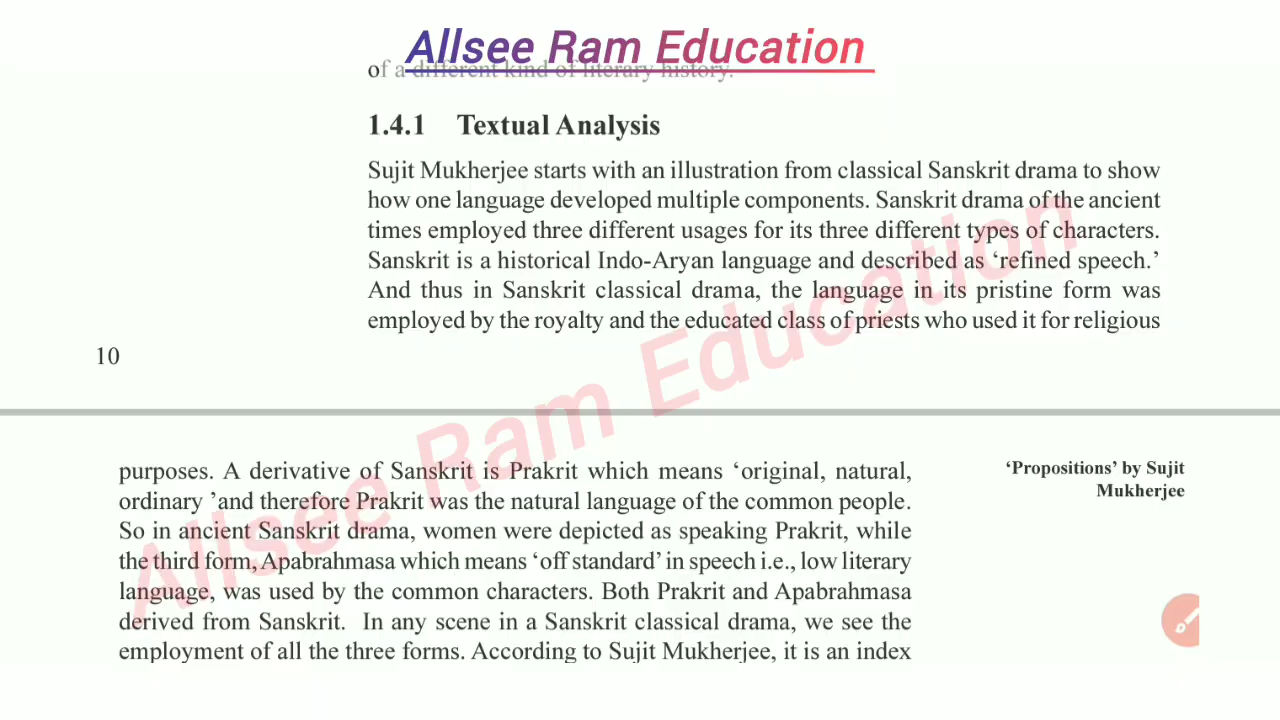 Allsee Ram Education
of a different kind of literary history.
1.4.1 Textual Analysis
Sujit Mukherjee starts with an illustration from classical Sanskrit drama to show
how one language developed multiple components. Sanskrit drama of the ancient
times employed three different usages for its three different types of characters.
Sanskrit is a historical Indo-Aryan language and described as ‘refined speech.’
And thus in Sanskrit classical drama, the language in its pristine form was
employed by the royalty and the educated class of priests who used it for religious
10
purposes. A derivative of Sanskrit is Prakrit which means ‘original, natural,
ordinary ’and therefore Prakrit was the natural language of the common people.
So in ancient Sanskrit drama, women were depicted as speaking Prakrit, while
the third form, Apabrahmasa which means ‘off standard’ in speech i.e., low literary
language, was used by the common characters. Both Prakrit and Apabrahmasa
derived from Sanskrit. In any scene in a Sanskrit classical drama, we see the
employment of all the three forms. According to Sujit Mukherjee, it is an index
‘Propositions’ by Sujit
Mukherjee
Allsee Ram Education